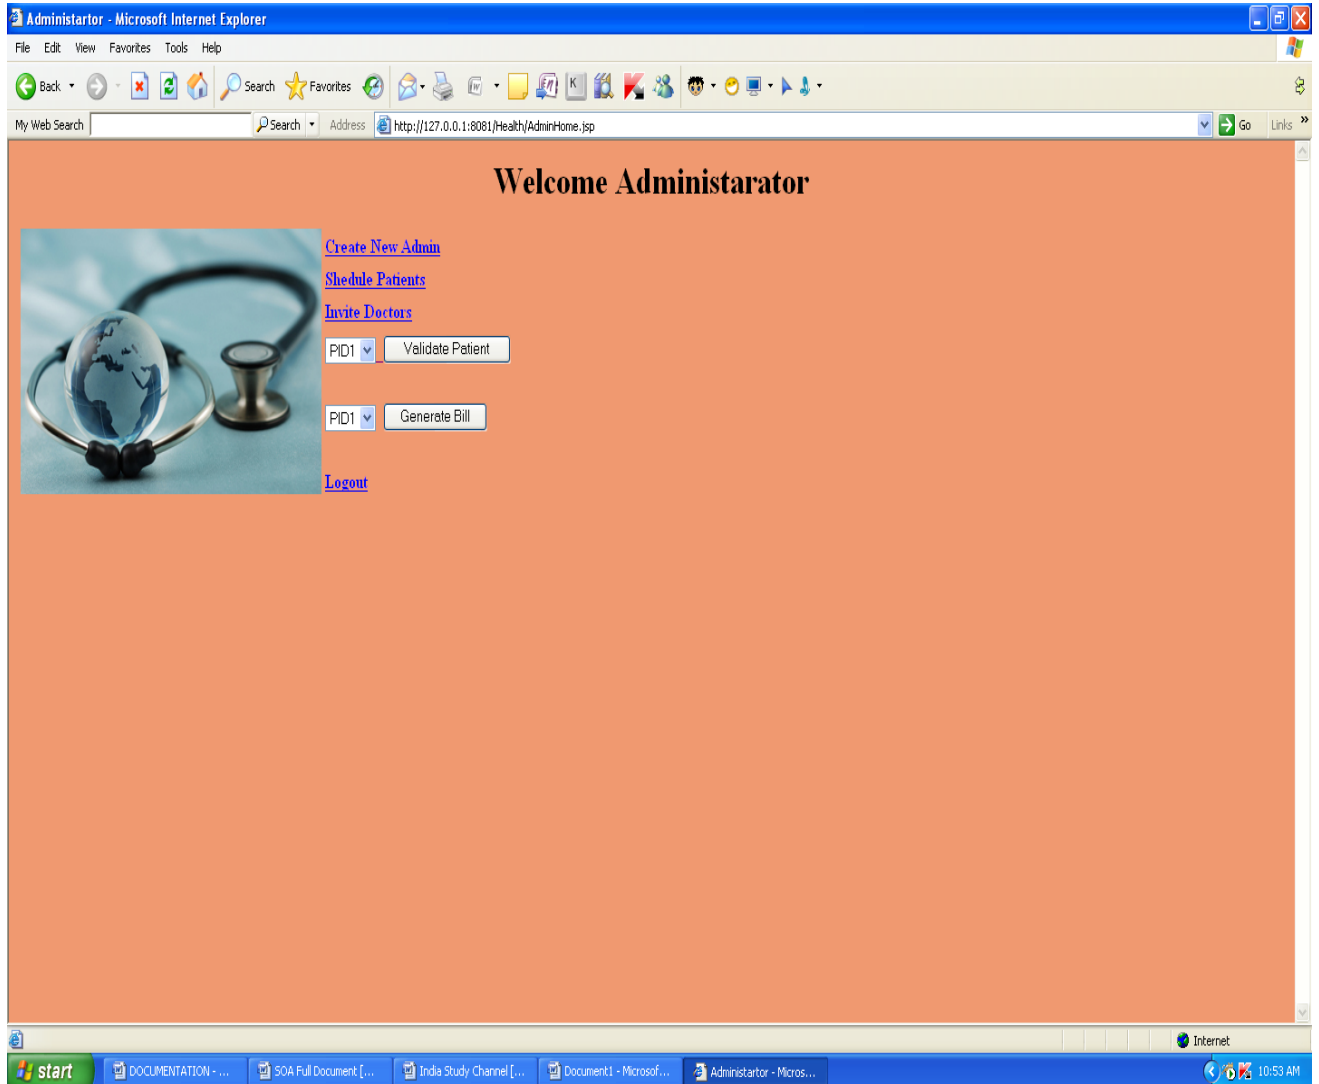 Administartor - Microsoft Internet Explorer
File Edit View Favorites Tools Help
Back Search Favorites
My Web Search Search Address http://127.0.0.1:8081/Health/AdminHome.jsp Go Links »
Welcome Administarator
Create New Admin
Shedule Patients
Invite Doctors
PID1 Validate Patient
PID1 Generate Bill
Logout
Internet
start DOCUMENTATION - ... SOA Full Document [... India Study Channel [... Document1 - Microsof... Administartor - Micros... 10:53 AM